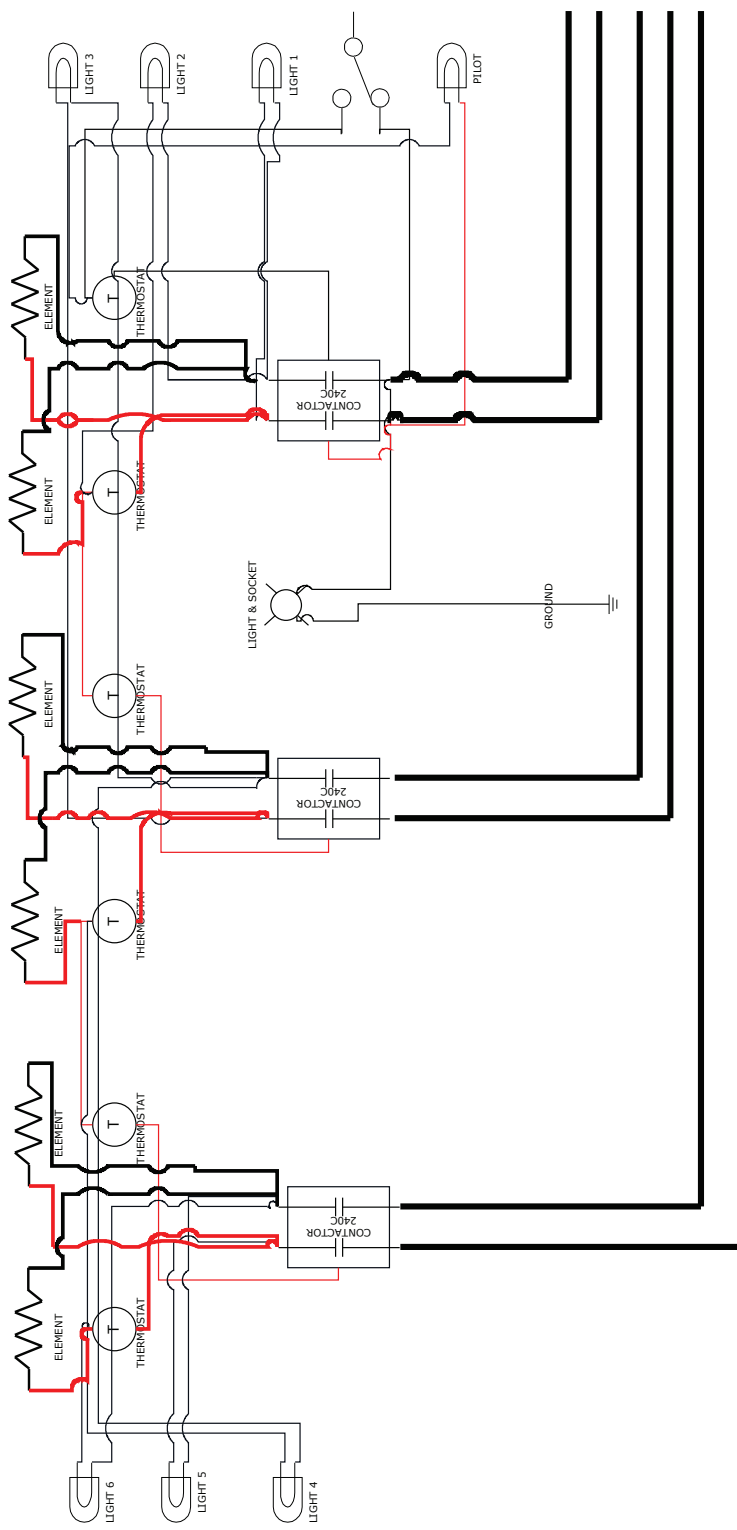 LIGHT 3
LIGHT 2
LIGHT 1
PILOT
ELEMENT
T
THERMOSTAT
240C
CONTACTOR
ELEMENT
T
THERMOSTAT
LIGHT & SOCKET
GROUND
ELEMENT
T
THERMOSTAT
240C
CONTACTOR
ELEMENT
T
THERMOSTAT
ELEMENT
T
THERMOSTAT
240C
CONTACTOR
ELEMENT
T
THERMOSTAT
LIGHT 6
LIGHT 5
LIGHT 4